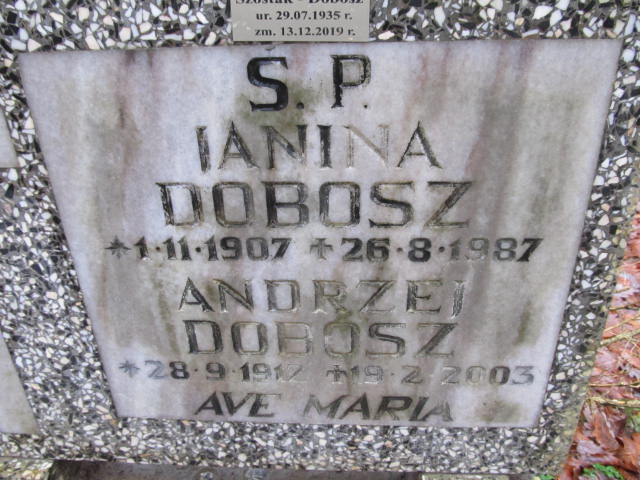 Szostak - Dobosz
ur. 29.07.1935 r.
zm. 13.12.2019 r.
S. P.
JANINA
DOBOSZ
*1·11·1907 +26·8·1987
ANDRZEJ
DOBOSZ
*28·9·1912 +19·2·2003
AVE MARIA